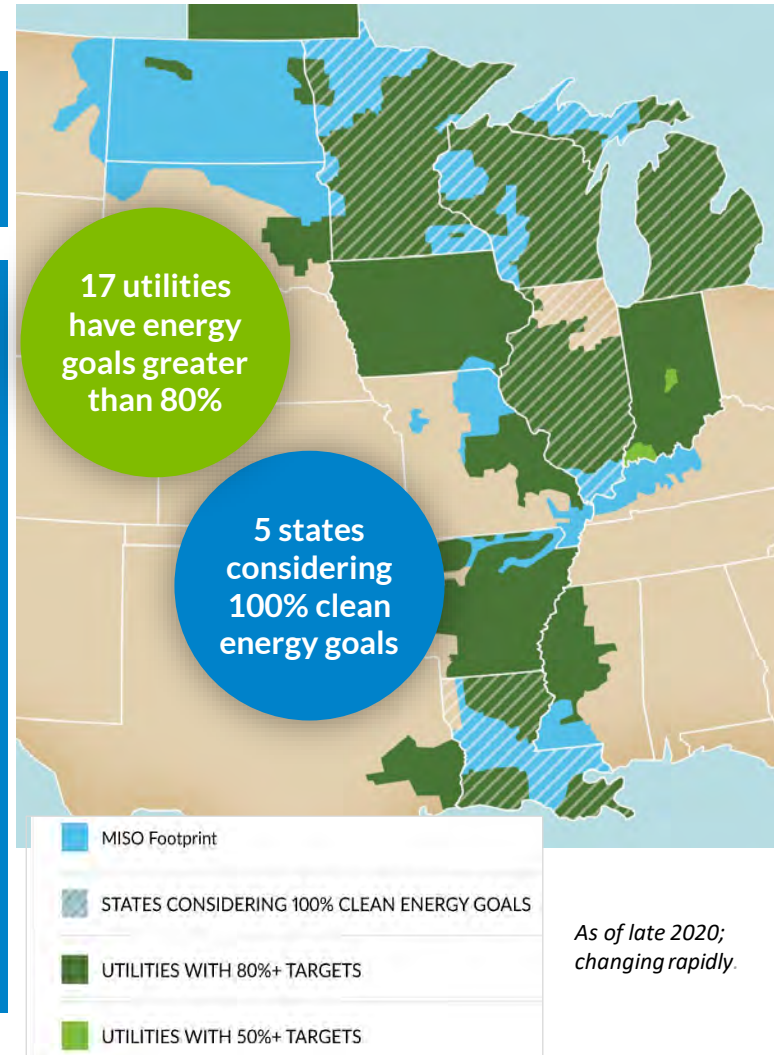 17 utilities
have energy
goals greater
than 80%
5 states
considering
100% clean
energy goals
MISO Footprint
STATES CONSIDERING 100% CLEAN ENERGY GOALS
UTILITIES WITH 80%+ TARGETS
UTILITIES WITH 50%+ TARGETS
As of late 2020;
changing rapidly.